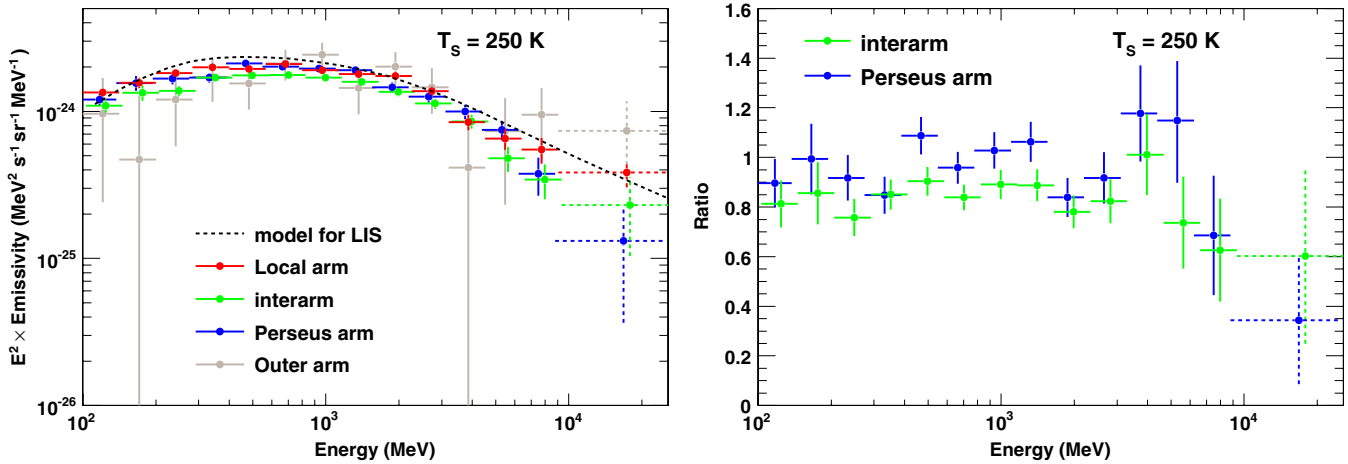 T_S = 250 K
E² × Emissivity (MeV² s⁻¹ sr⁻¹ MeV⁻¹)
10⁻²⁴
10⁻²⁵
10⁻²⁶
model for LIS
Local arm
interarm
Perseus arm
Outer arm
10² 10³ 10⁴
Energy (MeV)
interarm
Perseus arm
T_S = 250 K
Ratio
1.6
1.4
1.2
1
0.8
0.6
0.4
0.2
0
10² 10³ 10⁴
Energy (MeV)